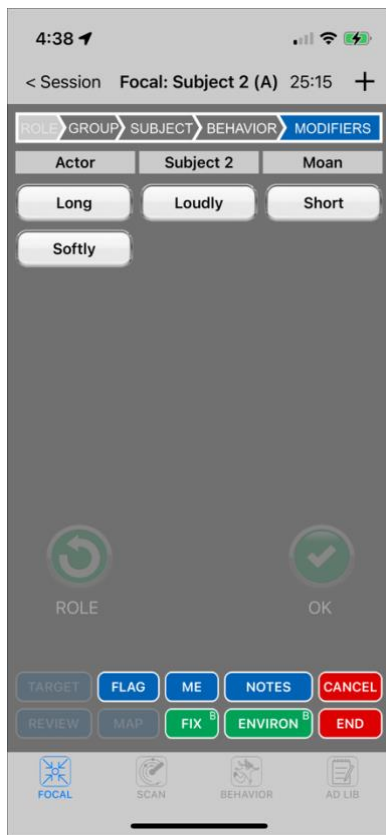 4:38
< Session Focal: Subject 2 (A) 25:15 +
ROLE GROUP SUBJECT BEHAVIOR MODIFIERS
Actor Subject 2 Moan
Long Loudly Short
Softly
ROLE OK
TARGET FLAG ME NOTES CANCEL
REVIEW MAP FIX B ENVIRON B END
FOCAL SCAN BEHAVIOR AD LIB